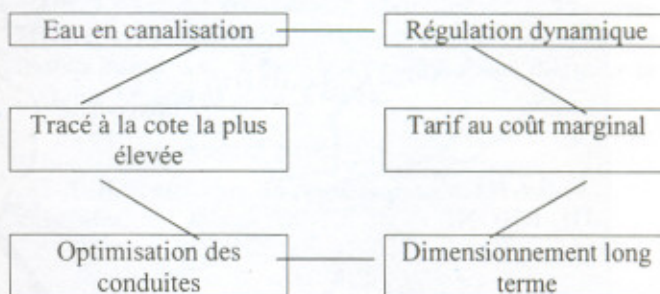 Eau en canalisation
Régulation dynamique
Tracé à la cote la plus
élevée
Tarif au coût marginal
Optimisation des
conduites
Dimensionnement long
terme